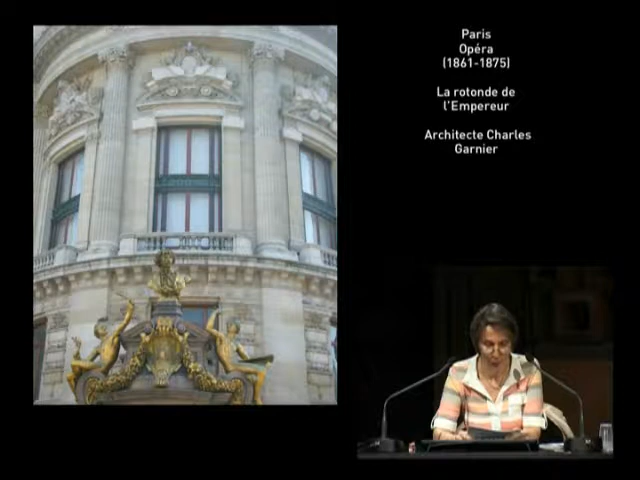 Paris
Opéra
(1861-1875)
La rotonde de
l'Empereur
Architecte Charles
Garnier